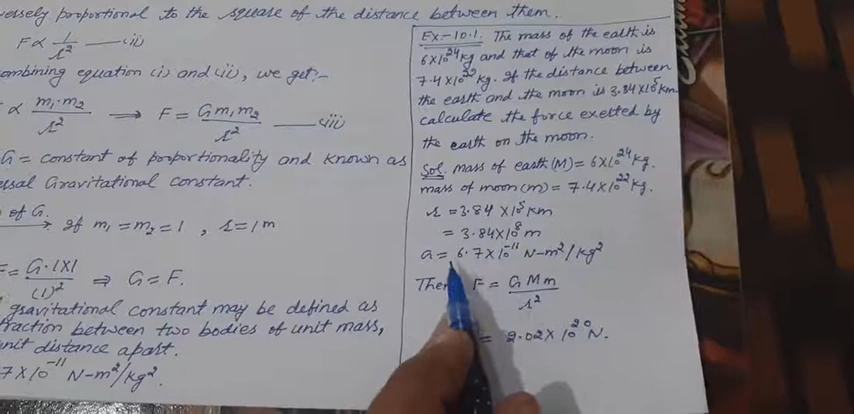 versely proportional to the square of the distance between them.
F ∝ 1/r² —(ii)
ombining equation (i) and (ii), we get:-
∝ m₁·m₂/r² ⟹ F = G m₁ m₂/r² —(iii)
G = constant of proportionality and known as
rsal Gravitational constant.
of G. If m₁ = m₂ = 1, r = 1m
F = G·1×1/(1)² ⇒ G = F.
gravitational constant may be defined as
raction between two bodies of unit mass,
unit distance apart.
7×10⁻¹¹ N-m²/kg².
Ex:-10.1. The mass of the earth is
6×10²⁴ kg and that of the moon is
7.4×10²² kg. If the distance between
the earth and the moon is 3.84×10⁵ km.
calculate the force exerted by
the earth on the moon.
Sol. mass of earth (M) = 6×10²⁴ kg.
mass of moon (m) = 7.4×10²² kg.
r = 3.84 × 10⁵ km
= 3.84×10⁸ m
G = 6.7×10⁻¹¹ N-m²/kg²
Then F = G M m/r²
= 2.02×10²⁰ N.